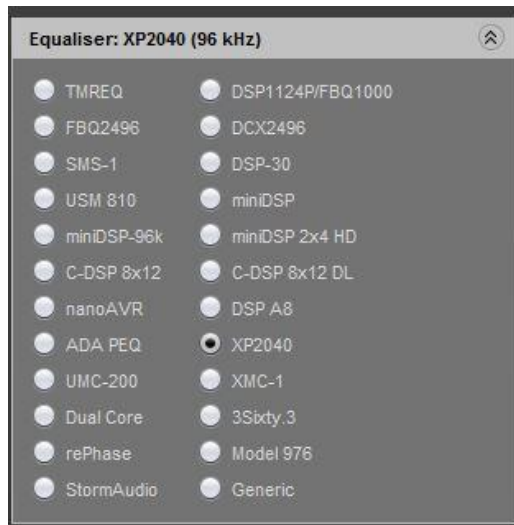 Equaliser: XP2040 (96 kHz)
TMREQ DSP1124P/FBQ1000
FBQ2496 DCX2496
SMS-1 DSP-30
USM 810 miniDSP
miniDSP-96k miniDSP 2x4 HD
C-DSP 8x12 C-DSP 8x12 DL
nanoAVR DSP A8
ADA PEQ XP2040
UMC-200 XMC-1
Dual Core 3Sixty.3
rePhase Model 976
StormAudio Generic